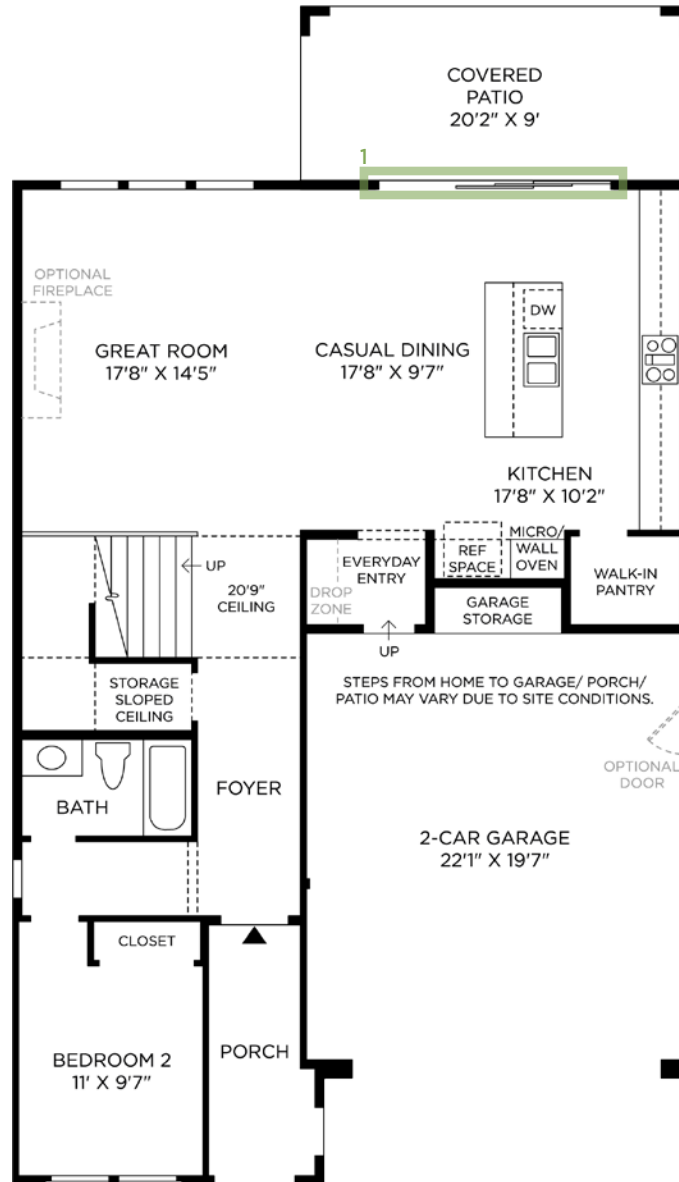 COVERED
PATIO
20'2" X 9'
1
OPTIONAL
FIREPLACE
DW
GREAT ROOM
17'8" X 14'5"
CASUAL DINING
17'8" X 9'7"
KITCHEN
17'8" X 10'2"
UP
20'9"
CEILING
DROP
ZONE
EVERYDAY
ENTRY
REF
SPACE
MICRO/
WALL
OVEN
WALK-IN
PANTRY
GARAGE
STORAGE
UP
STORAGE
SLOPED
CEILING
STEPS FROM HOME TO GARAGE/ PORCH/
PATIO MAY VARY DUE TO SITE CONDITIONS.
OPTIONAL
DOOR
BATH
FOYER
2-CAR GARAGE
22'1" X 19'7"
CLOSET
BEDROOM 2
11' X 9'7"
PORCH